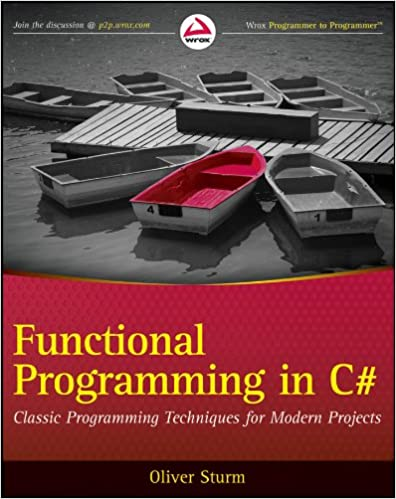 Join the discussion @ p2p.wrox.com
wrox
Wrox Programmer to Programmer™
4
1
Functional
Programming in C#
Classic Programming Techniques for Modern Projects
Oliver Sturm